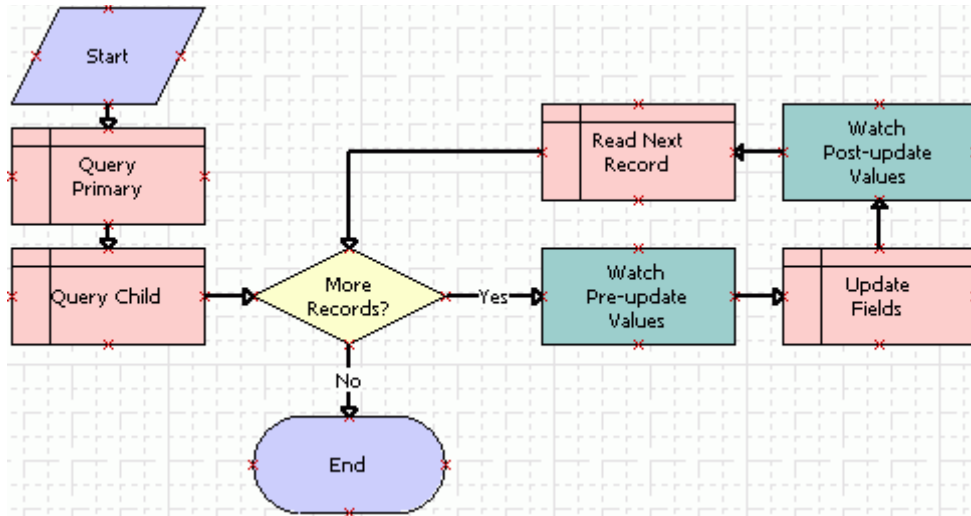 Start
Query
Primary
Query Child
More
Records?
Yes
No
End
Watch
Pre-update
Values
Update
Fields
Watch
Post-update
Values
Read Next
Record